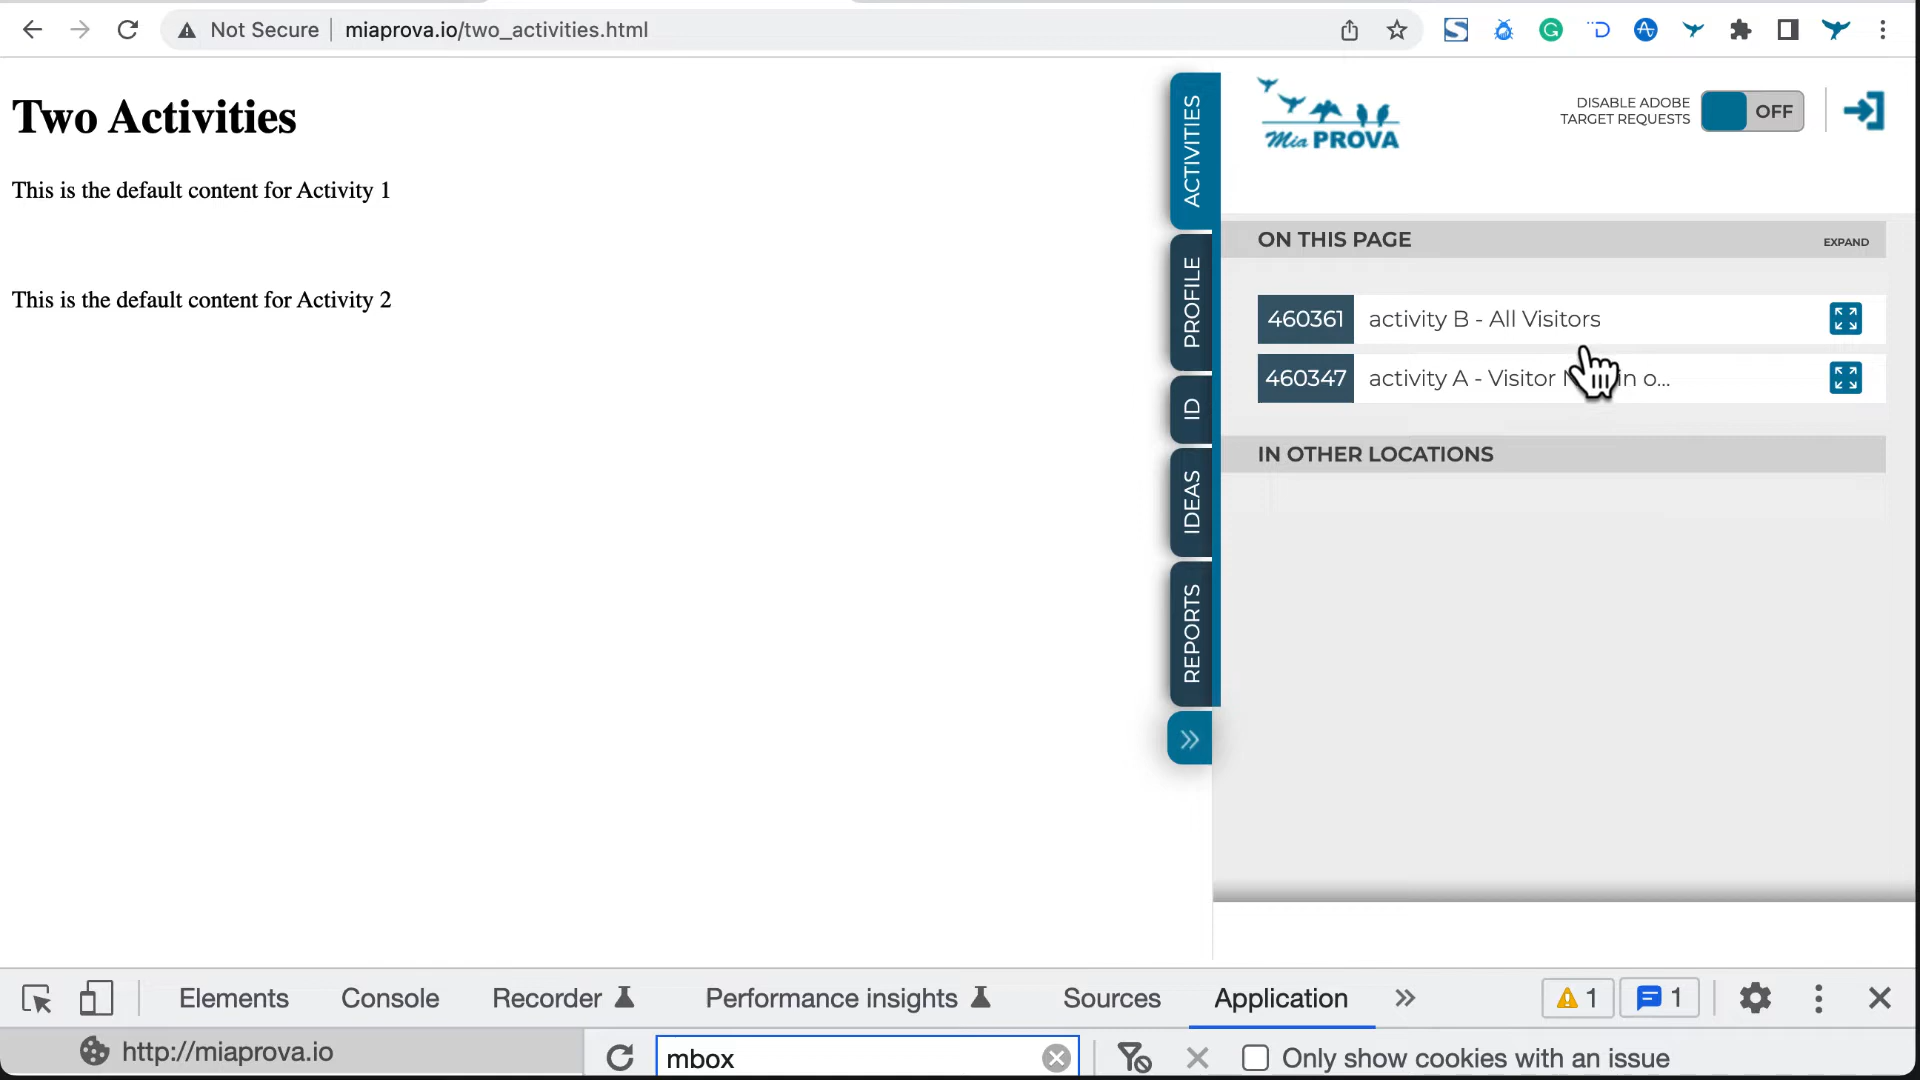 Not Secure
miaprova.io/two_activities.html
Two Activities
This is the default content for Activity 1
This is the default content for Activity 2
ACTIVITIES
PROFILE
ID
IDEAS
REPORTS
Mia PROVA
DISABLE ADOBE
TARGET REQUESTS
OFF
ON THIS PAGE
EXPAND
460361 activity B - All Visitors
460347 activity A - Visitor in o...
IN OTHER LOCATIONS
Elements Console Recorder Performance insights Sources Application 1 1
http://miaprova.io mbox Only show cookies with an issue